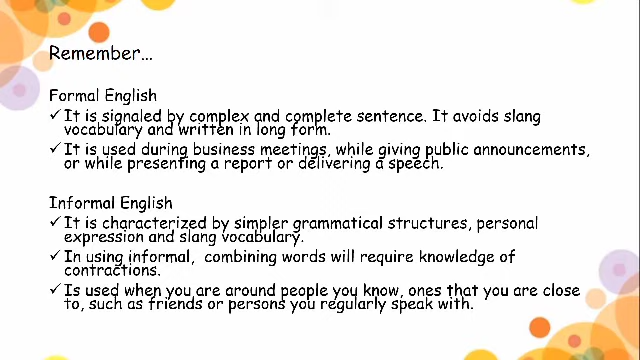 Remember...
Formal English
✓It is signaled by complex and complete sentence. It avoids slang
vocabulary and written in long form.
✓It is used during business meetings, while giving public announcements,
or while presenting a report or delivering a speech.
Informal English
✓It is characterized by simpler grammatical structures, personal
expression and slang vocabulary.
✓In using informal, combining words will require knowledge of
contractions.
✓Is used when you are around people you know, ones that you are close
to, such as friends or persons you regularly speak with.